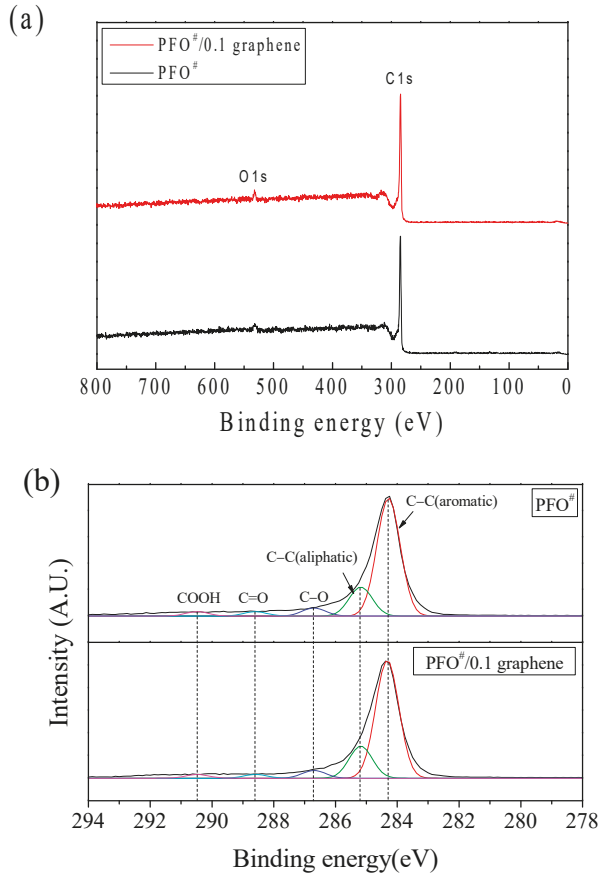 (a)
PFO#/0.1 graphene
PFO#
C1s
O1s
800 700 600 500 400 300 200 100 0
Binding energy (eV)
(b)
PFO#
C–C(aromatic)
C–C(aliphatic)
COOH C=O C–O
PFO#/0.1 graphene
Intensity (A.U.)
294 292 290 288 286 284 282 280 278
Binding energy(eV)